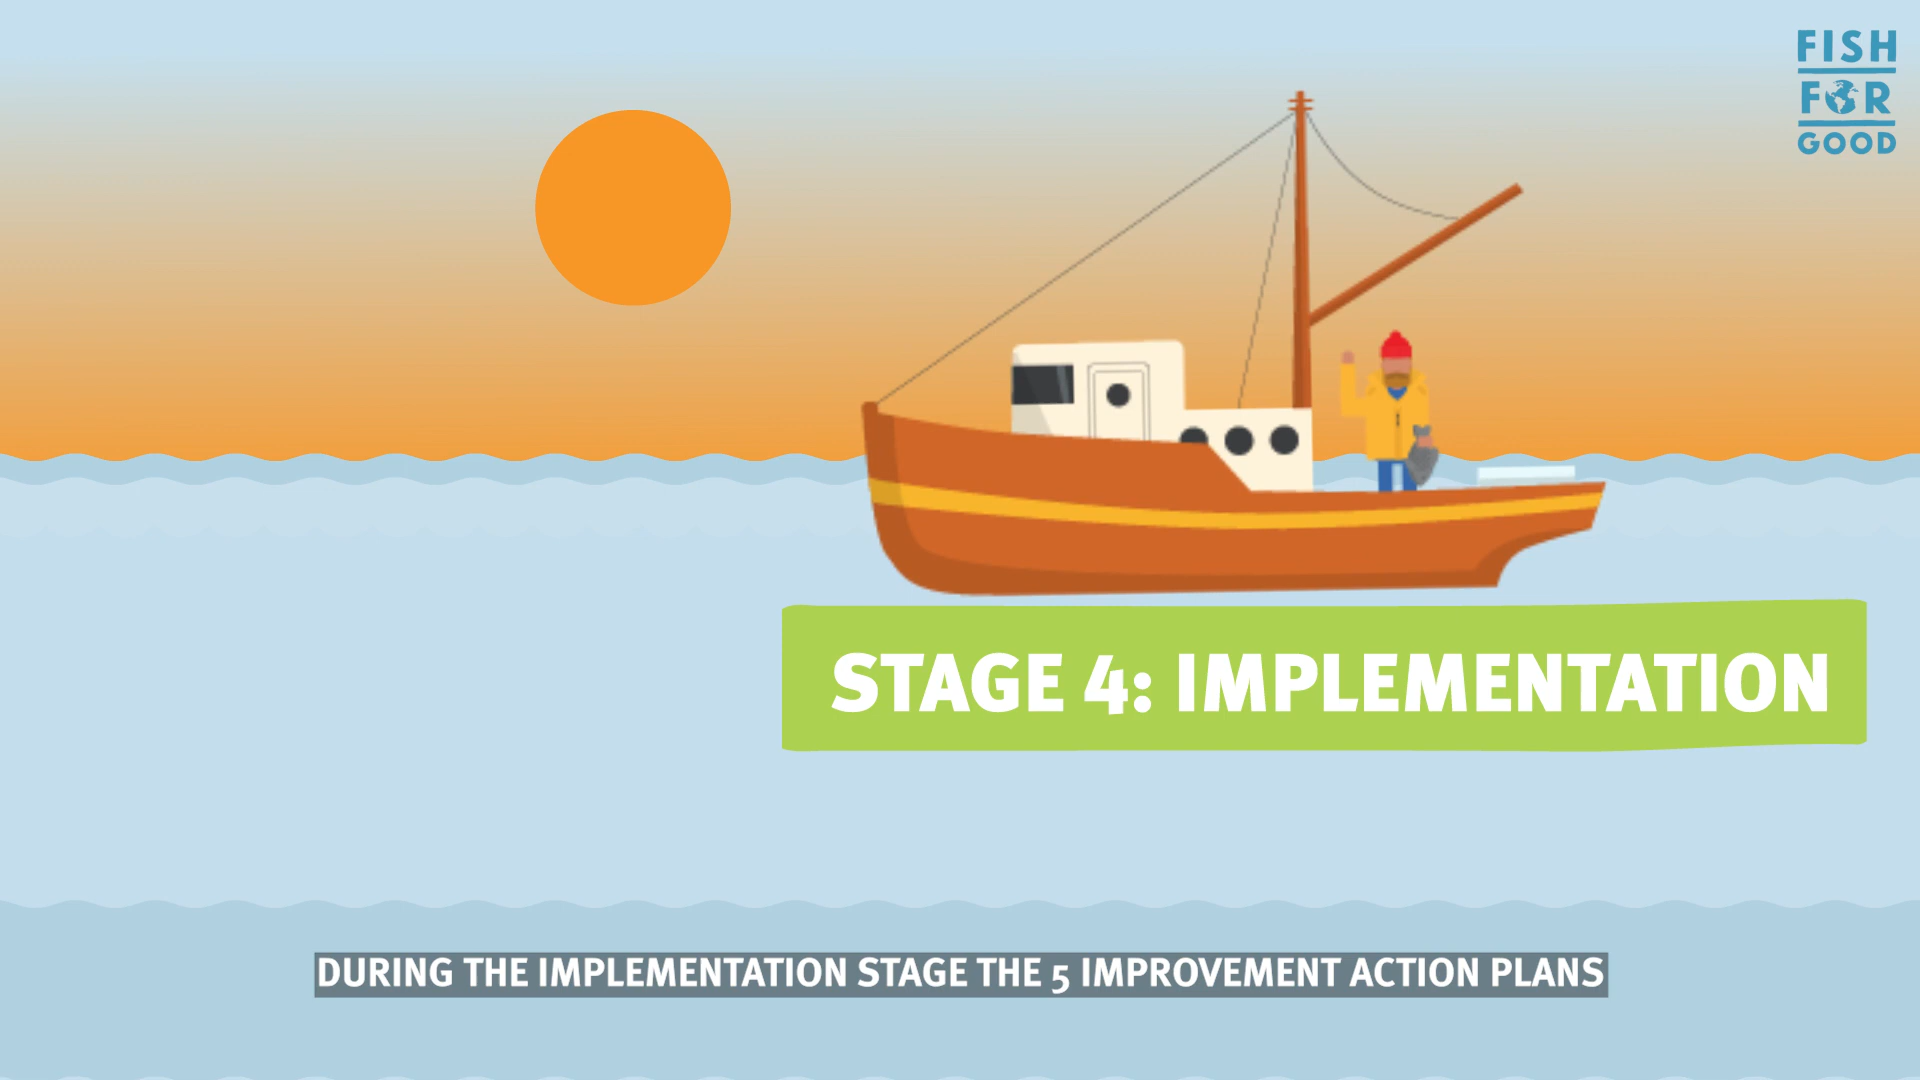 FISH
FOR
GOOD
STAGE 4: IMPLEMENTATION
DURING THE IMPLEMENTATION STAGE THE 5 IMPROVEMENT ACTION PLANS